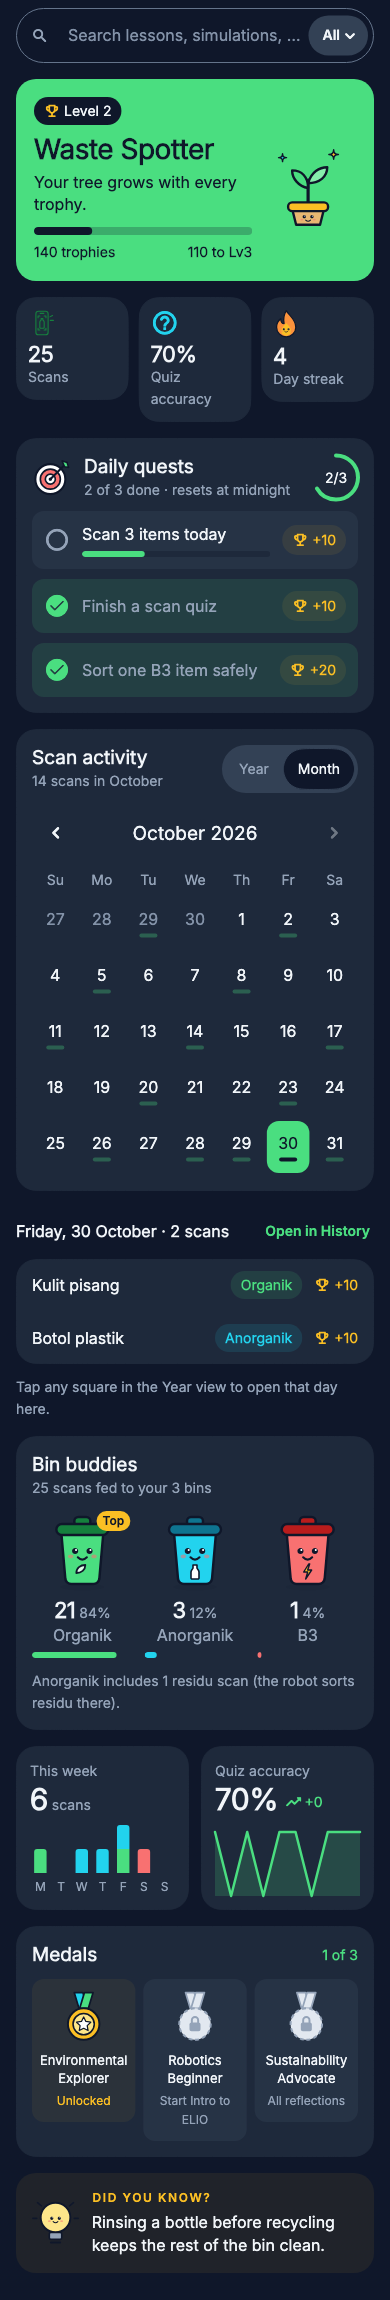 Search lessons, simulations, ...
All
Level 2
Waste Spotter
Your tree grows with every
trophy.
140 trophies
110 to Lv3
25
Scans
70%
Quiz
accuracy
4
Day streak
Daily quests
2 of 3 done · resets at midnight
2/3
Scan 3 items today
+10
Finish a scan quiz
+10
Sort one B3 item safely
+20
Scan activity
14 scans in October
Year
Month
October 2026
Su Mo Tu We Th Fr Sa
27 28 29 30 1 2 3
4 5 6 7 8 9 10
11 12 13 14 15 16 17
18 19 20 21 22 23 24
25 26 27 28 29 30 31
Friday, 30 October · 2 scans
Open in History
Kulit pisang
Organik
+10
Botol plastik
Anorganik
+10
Tap any square in the Year view to open that day
here.
Bin buddies
25 scans fed to your 3 bins
Top
21 84%
Organik
3 12%
Anorganik
1 4%
B3
Anorganik includes 1 residu scan (the robot sorts
residu there).
This week
6 scans
M T W T F S S
Quiz accuracy
70% +0
Medals
1 of 3
Environmental
Explorer
Unlocked
Robotics
Beginner
Start Intro to
ELIO
Sustainability
Advocate
All reflections
DID YOU KNOW?
Rinsing a bottle before recycling
keeps the rest of the bin clean.